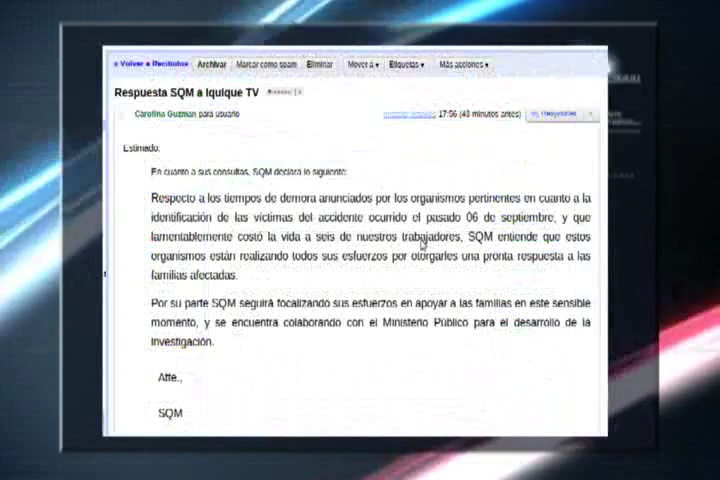 « Volver a Recibidos Archivar Marcar como spam Eliminar Mover a ▾ Etiquetas ▾ Más acciones ▾
Respuesta SQM a Iquique TV
Carolina Guzman para usuario 17:56 (43 minutos antes) Responder
Estimado:
En cuanto a sus consultas, SQM declara lo siguiente:
Respecto a los tiempos de demora anunciados por los organismos pertinentes en cuanto a la
identificación de las víctimas del accidente ocurrido el pasado 06 de septiembre, y que
lamentablemente costó la vida a seis de nuestros trabajadores, SQM entiende que estos
organismos están realizando todos sus esfuerzos por otorgarles una pronta respuesta a las
familias afectadas.
Por su parte SQM seguirá focalizando sus esfuerzos en apoyar a las familias en este sensible
momento, y se encuentra colaborando con el Ministerio Público para el desarrollo de la
investigación.
Atte.,
SQM